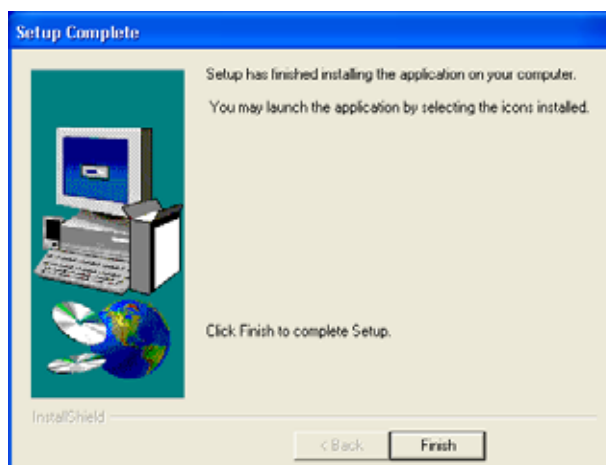 Setup Complete
Setup has finished installing the application on your computer.
You may launch the application by selecting the icons installed.
Click Finish to complete Setup.
InstallShield
< Back
Finish